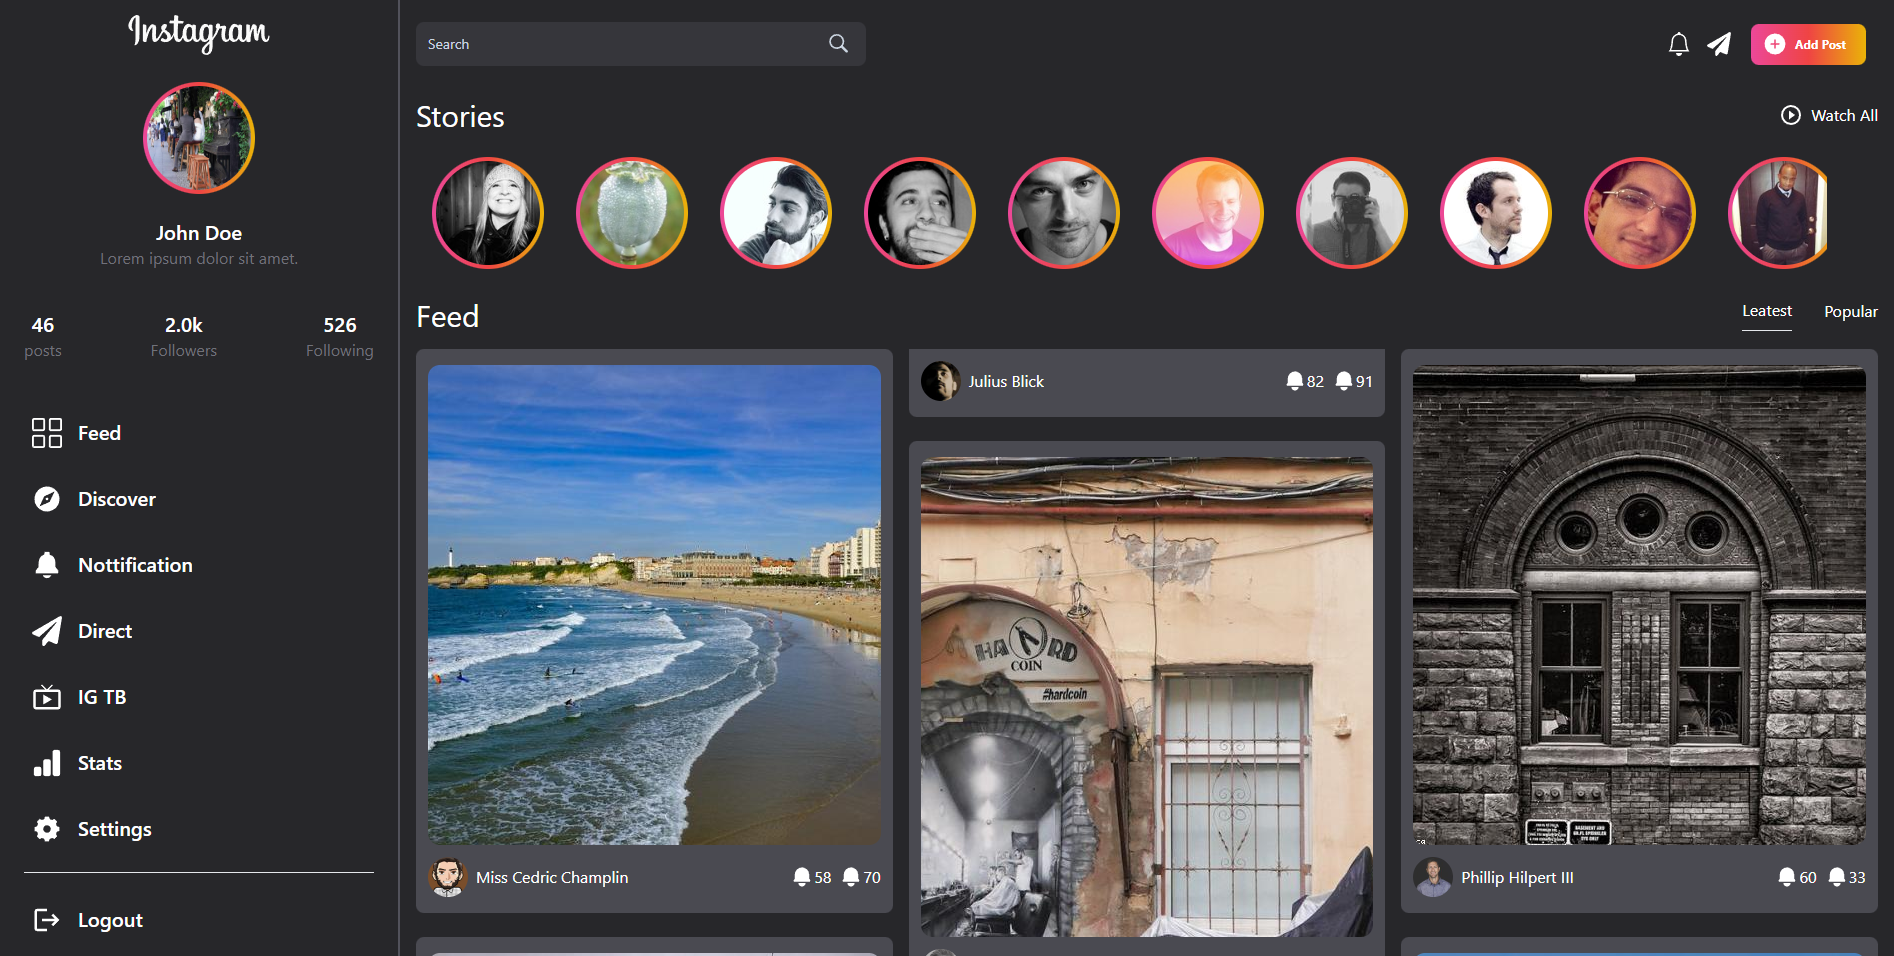 Instagram
John Doe
Lorem ipsum dolor sit amet.
46
posts
2.0k
Followers
526
Following
Feed
Discover
Nottification
Direct
IG TB
Stats
Settings
Logout
Search
Add Post
Stories
Watch All
Feed
Leatest
Popular
Miss Cedric Champlin
58
70
Julius Blick
82
91
HARD
COIN
#hardcoin
Phillip Hilpert III
60
33